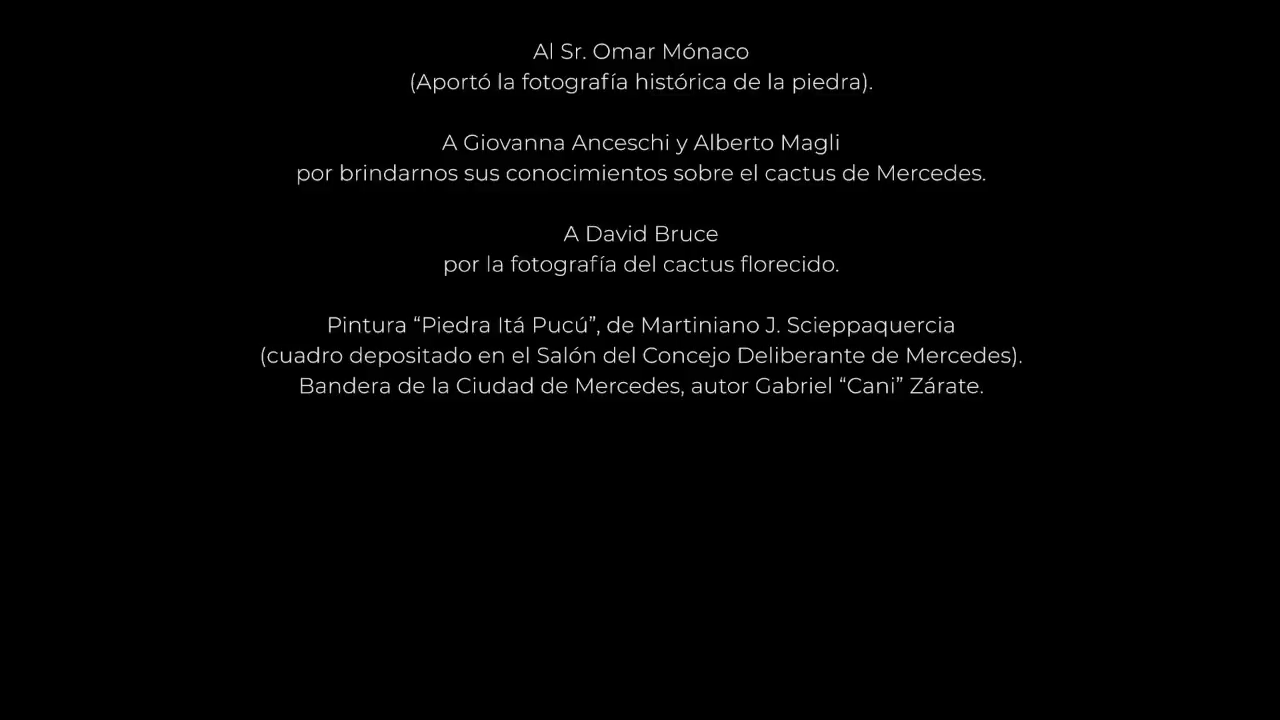 Al Sr. Omar Mónaco
(Aportó la fotografía histórica de la piedra).
A Giovanna Anceschi y Alberto Magli
por brindarnos sus conocimientos sobre el cactus de Mercedes.
A David Bruce
por la fotografía del cactus florecido.
Pintura “Piedra Itá Pucú”, de Martiniano J. Scieppaquercia
(cuadro depositado en el Salón del Concejo Deliberante de Mercedes).
Bandera de la Ciudad de Mercedes, autor Gabriel “Cani” Zárate.